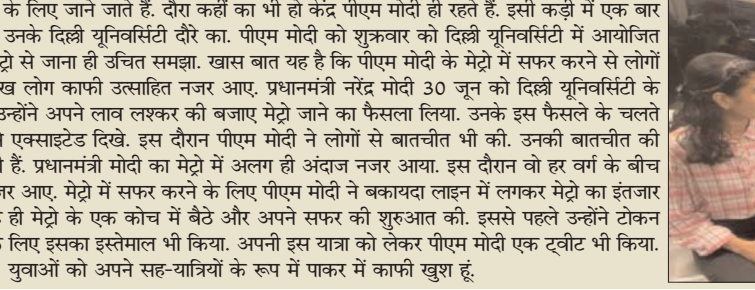 के लिए जाने जाते हैं. दौरा कहीं का भी हो केंद्र पीएम मोदी ही रहते हैं. इसी कड़ी में एक बार
उनके दिल्ली यूनिवर्सिटी दौरे का. पीएम मोदी को शुक्रवार को दिल्ली यूनिवर्सिटी में आयोजित
ट्रो से जाना ही उचित समझा. खास बात यह है कि पीएम मोदी के मेट्रो में सफर करने से लोगों
ख लोग काफी उत्साहित नजर आए. प्रधानमंत्री नरेंद्र मोदी 30 जून को दिल्ली यूनिवर्सिटी के
उन्होंने अपने लाव लश्कर की बजाए मेट्रो जाने का फैसला लिया. उनके इस फैसले के चलते
एक्साइटेड दिखे. इस दौरान पीएम मोदी ने लोगों से बातचीत भी की. उनकी बातचीत की
हैं. प्रधानमंत्री मोदी का मेट्रो में अलग ही अंदाज नजर आया. इस दौरान वो हर वर्ग के बीच
जर आए. मेट्रो में सफर करने के लिए पीएम मोदी ने बकायदा लाइन में लगकर मेट्रो का इंतजार
ही मेट्रो के एक कोच में बैठे और अपने सफर की शुरुआत की. इससे पहले उन्होंने टोकन
लिए इसका इस्तेमाल भी किया. अपनी इस यात्रा को लेकर पीएम मोदी एक ट्वीट भी किया.
युवाओं को अपने सह-यात्रियों के रूप में पाकर में काफी खुश हूं.